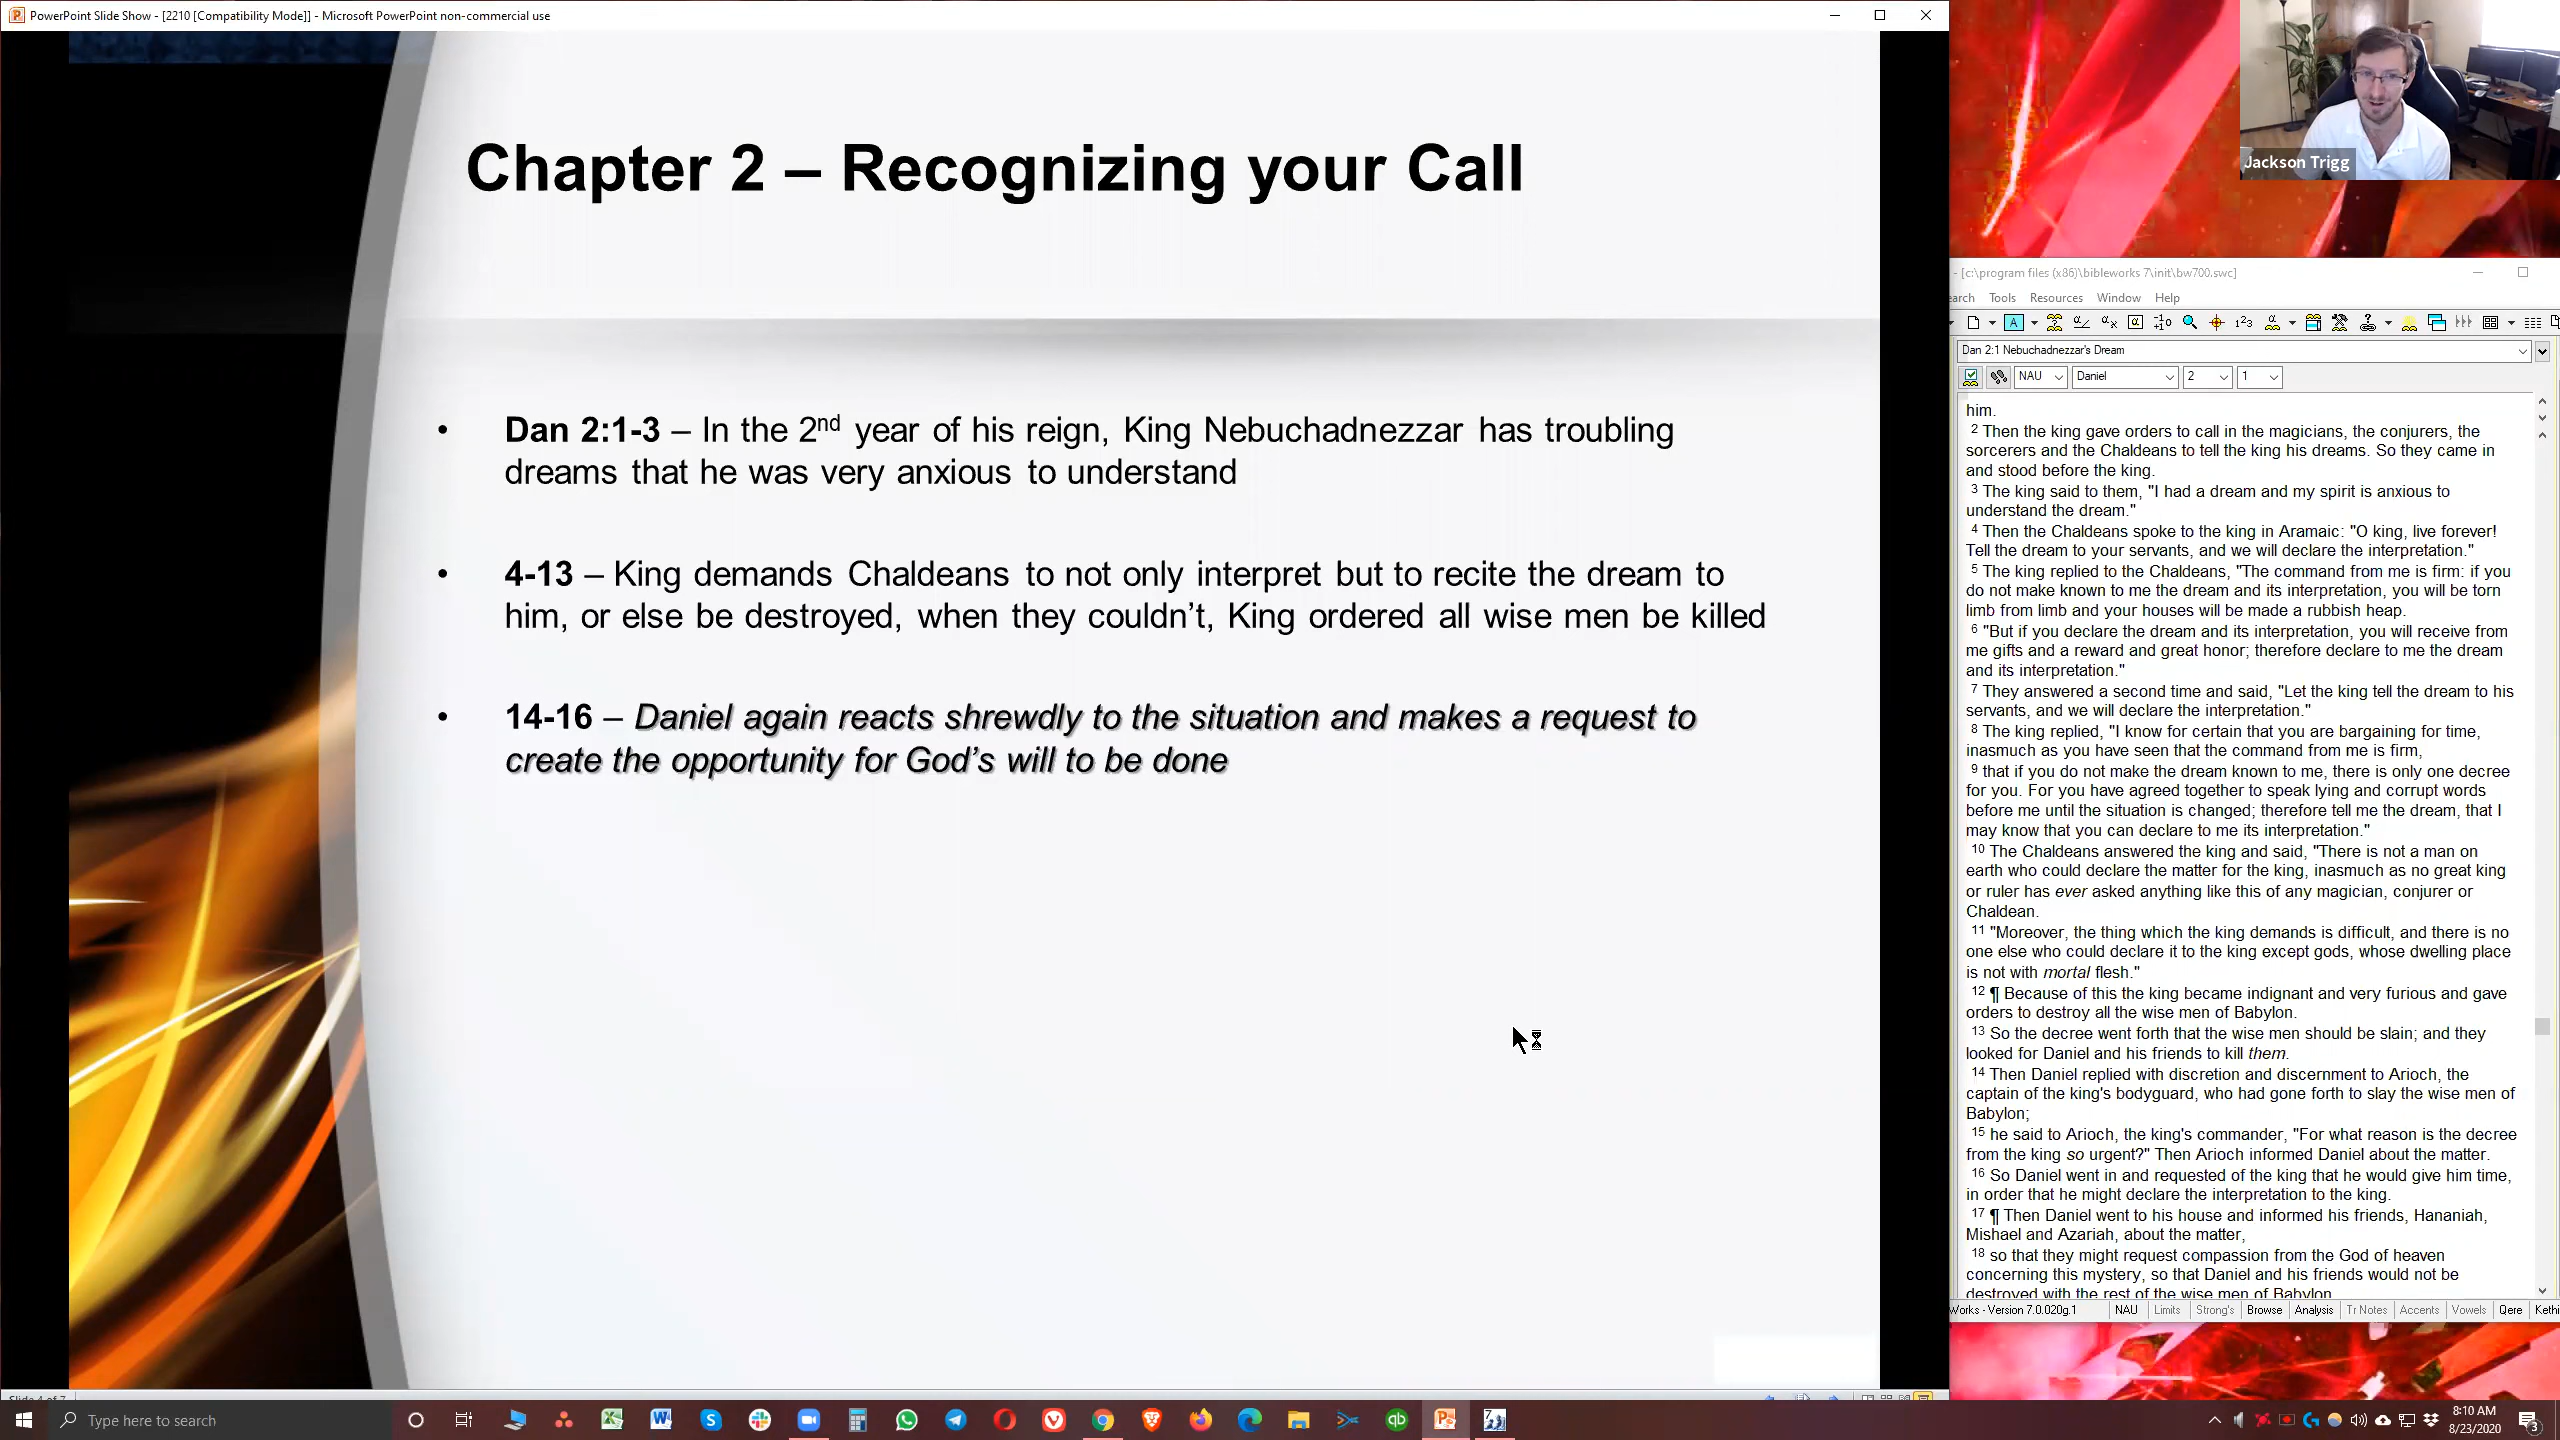 PowerPoint Slide Show - [2210 [Compatibility Mode]] - Microsoft PowerPoint non-commercial use
Chapter 2 – Recognizing your Call
• Dan 2:1-3 – In the 2nd year of his reign, King Nebuchadnezzar has troubling
dreams that he was very anxious to understand
• 4-13 – King demands Chaldeans to not only interpret but to recite the dream to
him, or else be destroyed, when they couldn’t, King ordered all wise men be killed
• 14-16 – Daniel again reacts shrewdly to the situation and makes a request to
create the opportunity for God’s will to be done
Jackson Trigg
- [c:\program files (x86)\bibleworks 7\init\bw700.swc]
Tools Resources Window Help
Dan 2:1 Nebuchadnezzar's Dream
NAU Daniel 2 1
him.
2 Then the king gave orders to call in the magicians, the conjurers, the
sorcerers and the Chaldeans to tell the king his dreams. So they came in
and stood before the king.
3 The king said to them, "I had a dream and my spirit is anxious to
understand the dream."
4 Then the Chaldeans spoke to the king in Aramaic: "O king, live forever!
Tell the dream to your servants, and we will declare the interpretation."
5 The king replied to the Chaldeans, "The command from me is firm: if you
do not make known to me the dream and its interpretation, you will be torn
limb from limb and your houses will be made a rubbish heap.
6 "But if you declare the dream and its interpretation, you will receive from
me gifts and a reward and great honor; therefore declare to me the dream
and its interpretation."
7 They answered a second time and said, "Let the king tell the dream to his
servants, and we will declare the interpretation."
8 The king replied, "I know for certain that you are bargaining for time,
inasmuch as you have seen that the command from me is firm,
9 that if you do not make the dream known to me, there is only one decree
for you. For you have agreed together to speak lying and corrupt words
before me until the situation is changed; therefore tell me the dream, that I
may know that you can declare to me its interpretation."
10 The Chaldeans answered the king and said, "There is not a man on
earth who could declare the matter for the king, inasmuch as no great king
or ruler has ever asked anything like this of any magician, conjurer or
Chaldean.
11 "Moreover, the thing which the king demands is difficult, and there is no
one else who could declare it to the king except gods, whose dwelling place
is not with mortal flesh."
12 ¶ Because of this the king became indignant and very furious and gave
orders to destroy all the wise men of Babylon.
13 So the decree went forth that the wise men should be slain; and they
looked for Daniel and his friends to kill them.
14 Then Daniel replied with discretion and discernment to Arioch, the
captain of the king's bodyguard, who had gone forth to slay the wise men of
Babylon;
15 he said to Arioch, the king's commander, "For what reason is the decree
from the king so urgent?" Then Arioch informed Daniel about the matter.
16 So Daniel went in and requested of the king that he would give him time,
in order that he might declare the interpretation to the king.
17 ¶ Then Daniel went to his house and informed his friends, Hananiah,
Mishael and Azariah, about the matter,
18 so that they might request compassion from the God of heaven
concerning this mystery, so that Daniel and his friends would not be
destroyed with the rest of the wise men of Babylon.
Works - Version 7.0.020g.1 NAU Limits Strong's Browse Analysis Tr Notes Accents Vowels Qere Kethi
Type here to search
8:10 AM
8/23/2020